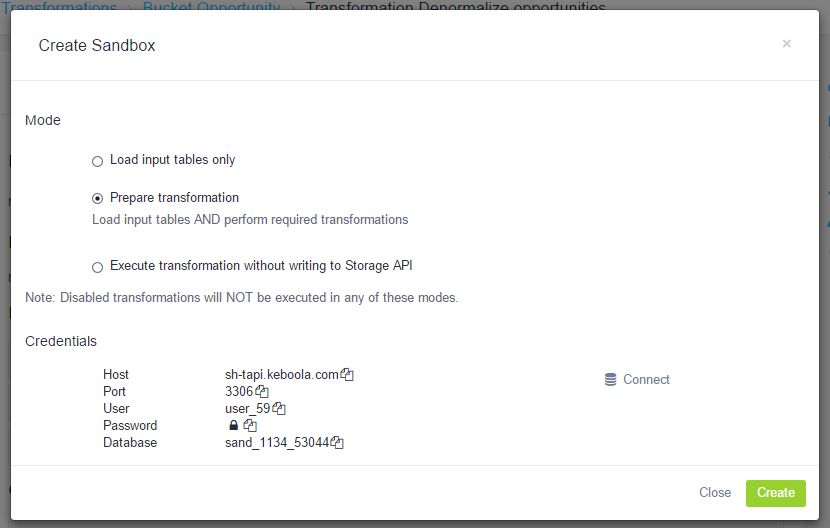 Transformations
Bucket Opportunity
Transformation Denormalize opportunities
Create Sandbox
×
Mode
Load input tables only
Prepare transformation
Load input tables AND perform required transformations
Execute transformation without writing to Storage API
Note: Disabled transformations will NOT be executed in any of these modes.
Credentials
Host sh-tapi.keboola.com
Connect
Port 3306
User user_59
Password
Database sand_1134_53044
Close Create